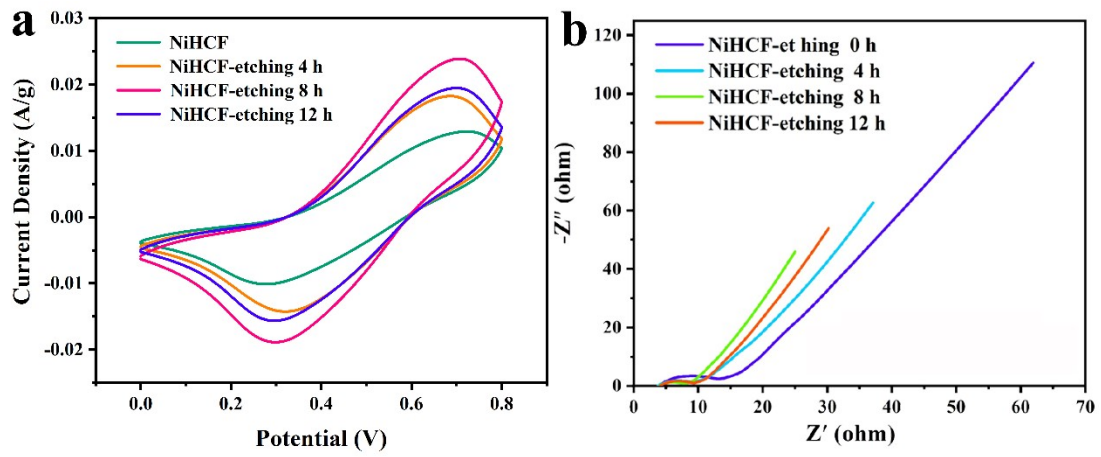 a
0.03
0.02
0.01
0.00
-0.01
-0.02
Current Density (A/g)
NiHCF
NiHCF-etching 4 h
NiHCF-etching 8 h
NiHCF-etching 12 h
0.0 0.2 0.4 0.6 0.8
Potential (V)
b
120
100
80
60
40
20
0
-Z″ (ohm)
NiHCF-et hing 0 h
NiHCF-etching 4 h
NiHCF-etching 8 h
NiHCF-etching 12 h
0 10 20 30 40 50 60 70
Z′ (ohm)